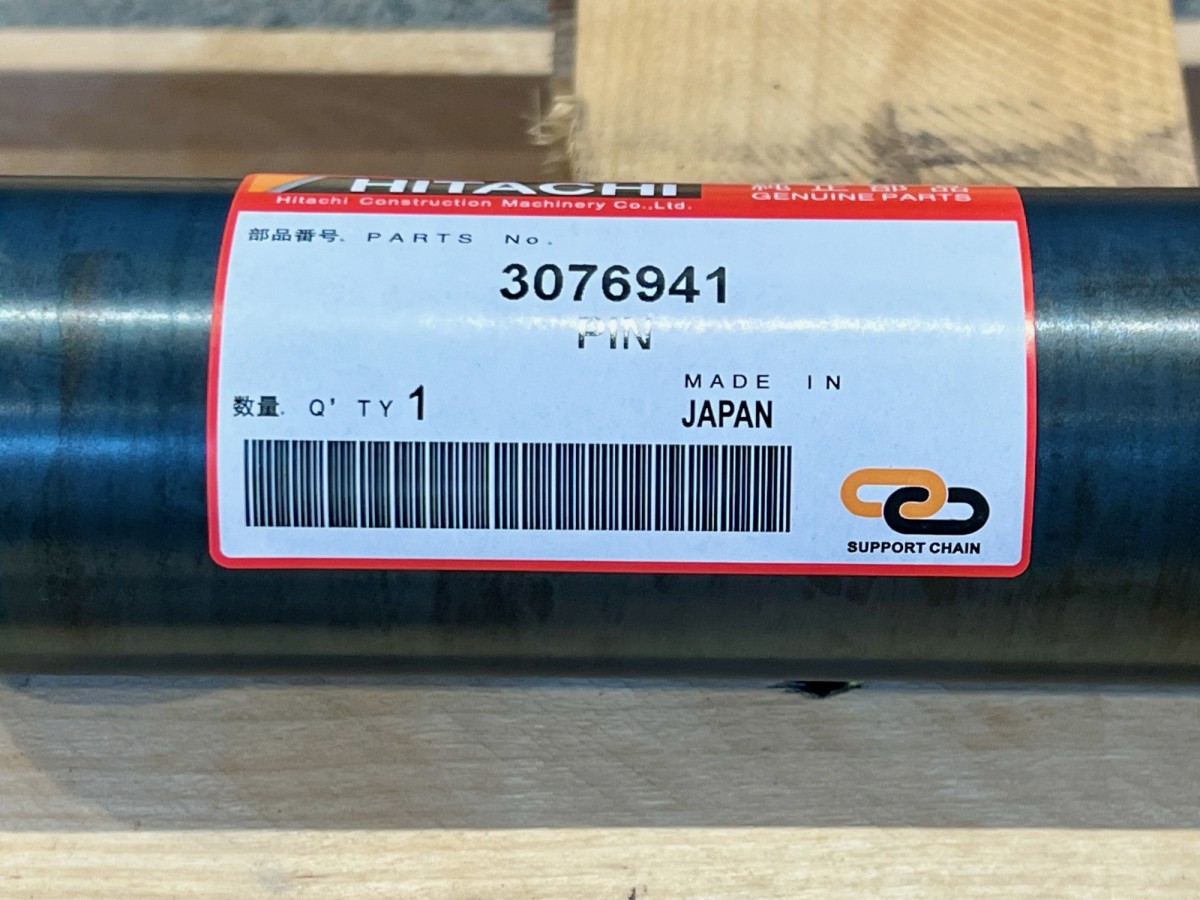 HITACHI
Hitachi Construction Machinery Co.,Ltd.
純正部品
GENUINE PARTS
部品番号. PARTS No.
3076941
PIN
MADE IN
JAPAN
数量. Q'TY 1
SUPPORT CHAIN